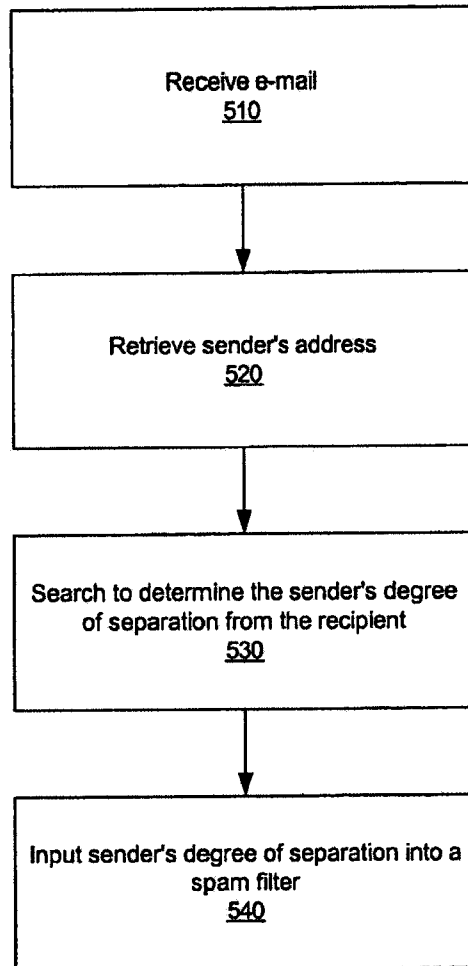 Receive e-mail
510
Retrieve sender's address
520
Search to determine the sender's degree
of separation from the recipient
530
Input sender's degree of separation into a
spam filter
540